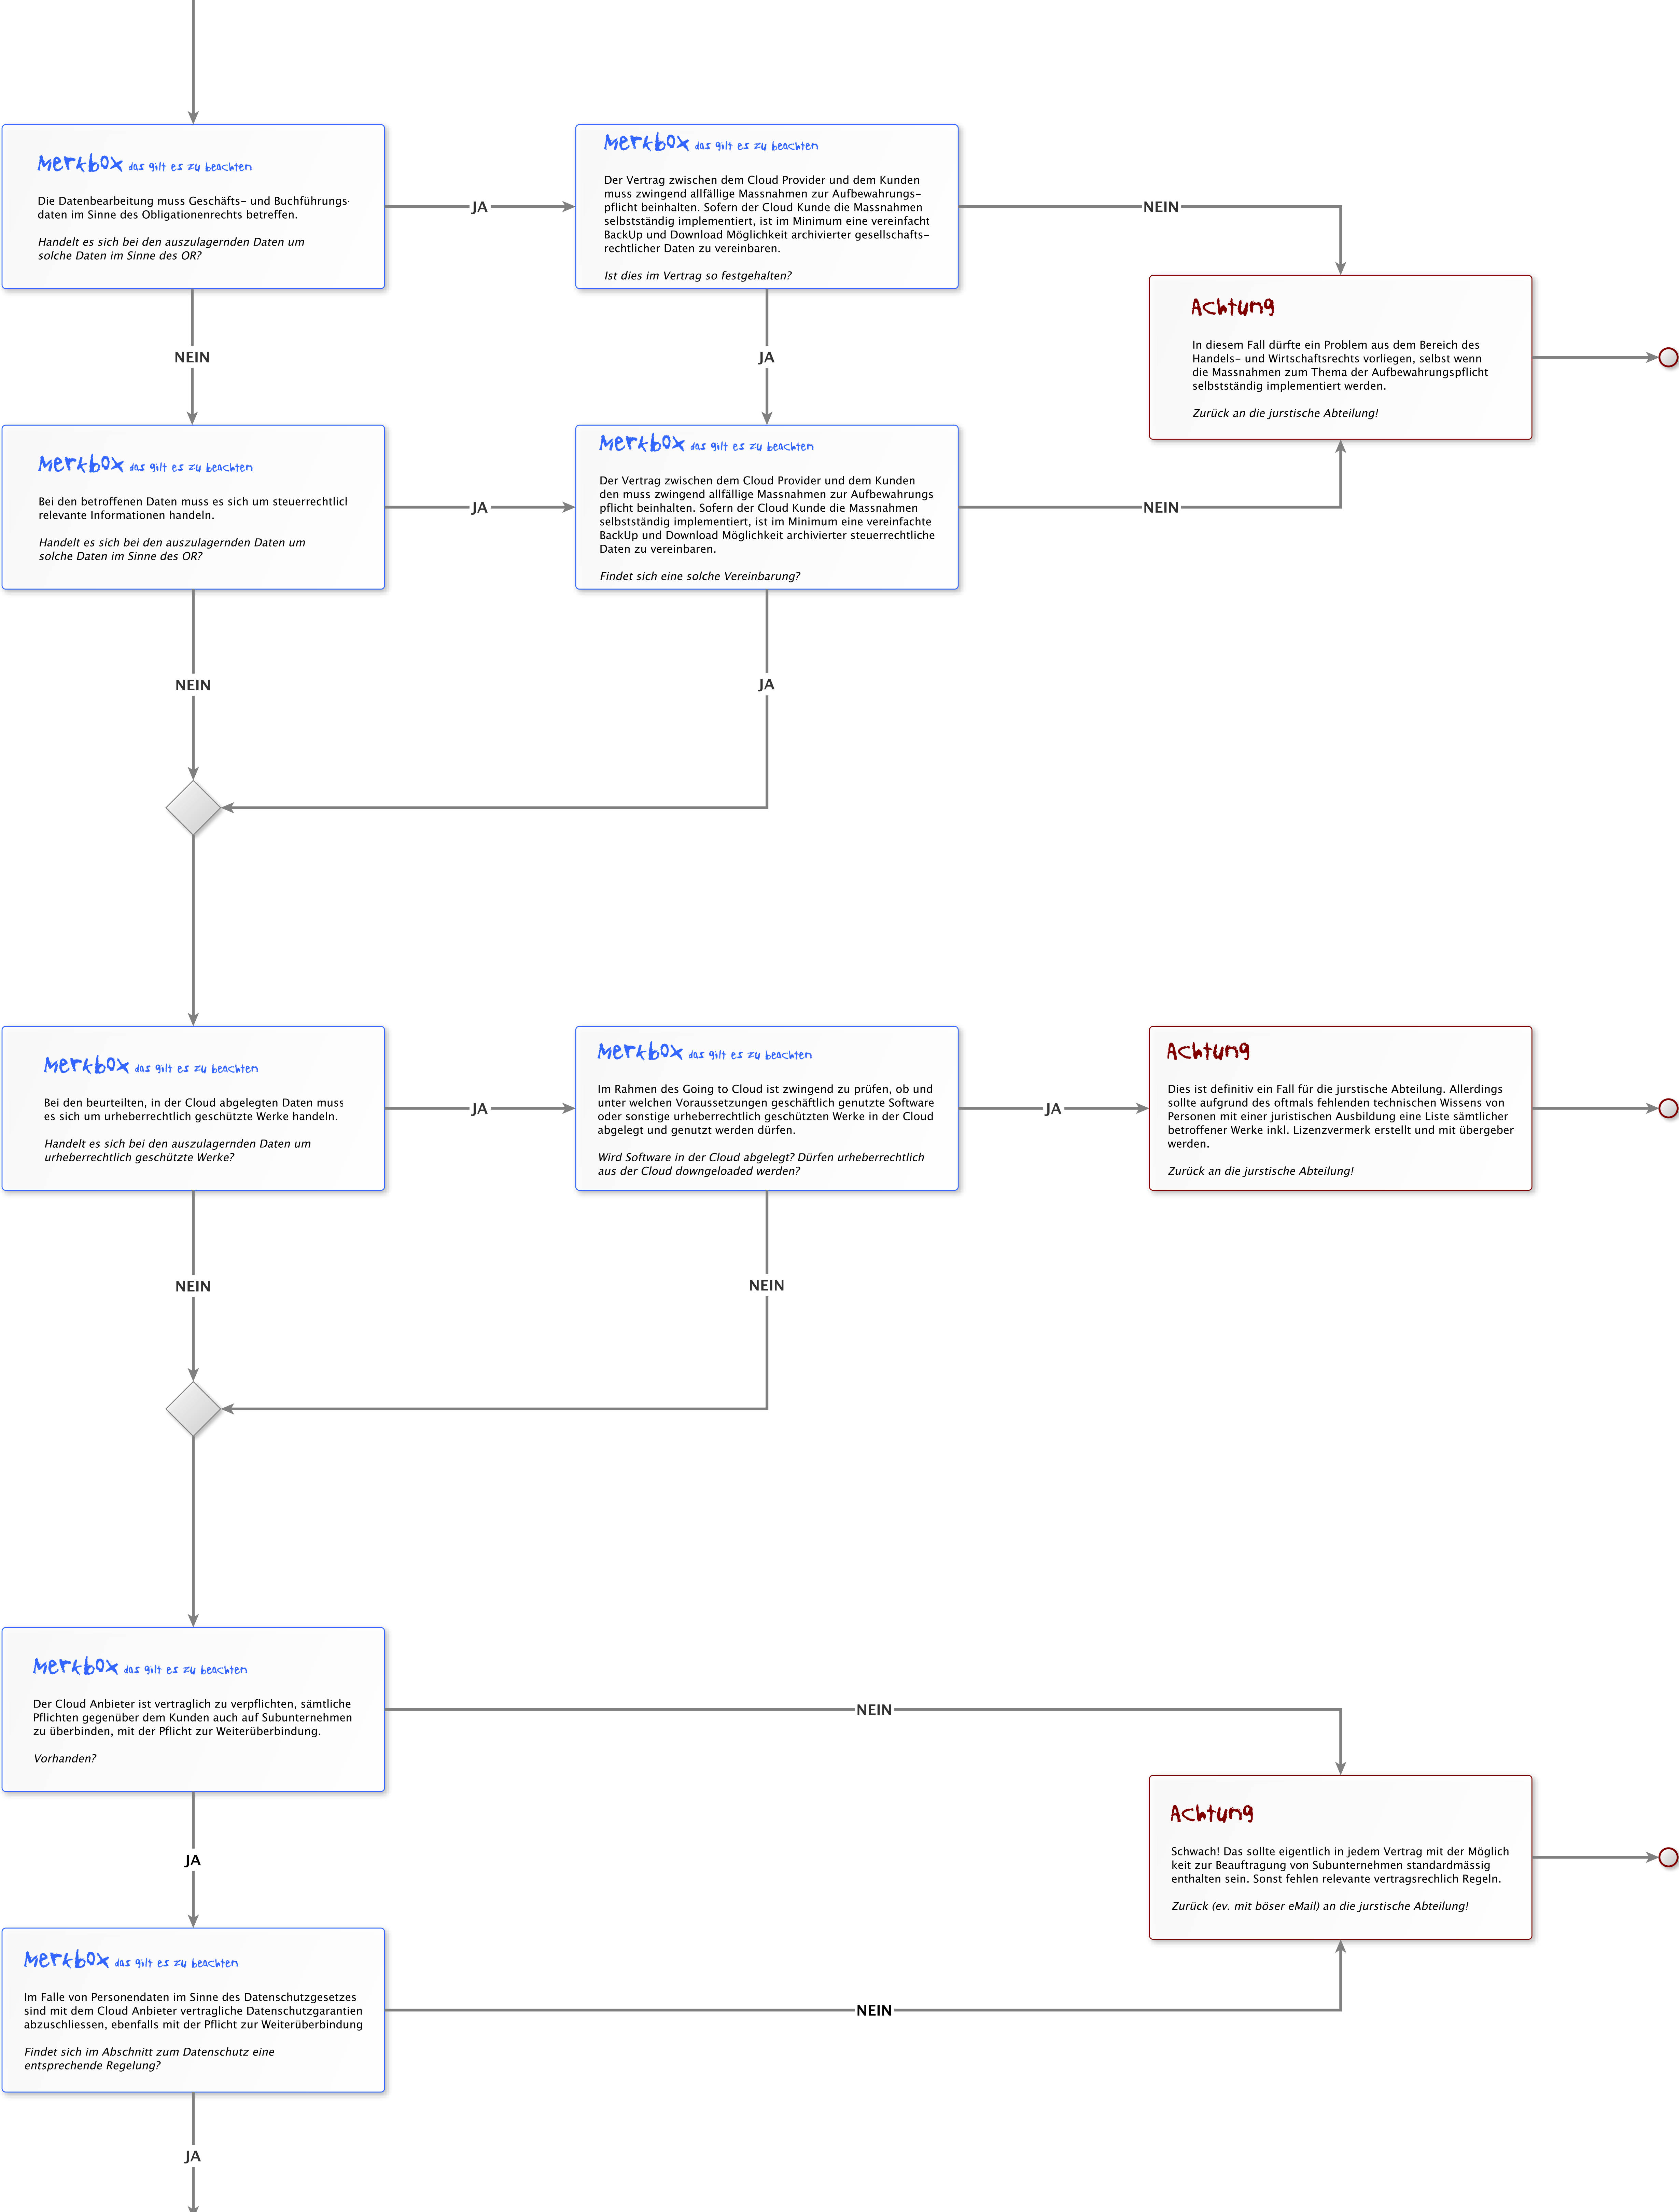 Merkbox das gilt es zu beachten
Die Datenbearbeitung muss Geschäfts- und Buchführungs-
daten im Sinne des Obligationenrechts betreffen.
Handelt es sich bei den auszulagernden Daten um
solche Daten im Sinne des OR?
JA
Merkbox das gilt es zu beachten
Der Vertrag zwischen dem Cloud Provider und dem Kunden
muss zwingend allfällige Massnahmen zur Aufbewahrungs-
pflicht beinhalten. Sofern der Cloud Kunde die Massnahmen
selbstständig implementiert, ist im Minimum eine vereinfacht
BackUp und Download Möglichkeit archivierter gesellschafts-
rechtlicher Daten zu vereinbaren.
Ist dies im Vertrag so festgehalten?
NEIN
Achtung
In diesem Fall dürfte ein Problem aus dem Bereich des
Handels- und Wirtschaftsrechts vorliegen, selbst wenn
die Massnahmen zum Thema der Aufbewahrungspflicht
selbstständig implementiert werden.
Zurück an die jurstische Abteilung!
NEIN
JA
Merkbox das gilt es zu beachten
Bei den betroffenen Daten muss es sich um steuerrechtlich
relevante Informationen handeln.
Handelt es sich bei den auszulagernden Daten um
solche Daten im Sinne des OR?
JA
Merkbox das gilt es zu beachten
Der Vertrag zwischen dem Cloud Provider und dem Kunden
den muss zwingend allfällige Massnahmen zur Aufbewahrungs
pflicht beinhalten. Sofern der Cloud Kunde die Massnahmen
selbstständig implementiert, ist im Minimum eine vereinfachte
BackUp und Download Möglichkeit archivierter steuerrechtliche
Daten zu vereinbaren.
Findet sich eine solche Vereinbarung?
NEIN
NEIN
JA
Merkbox das gilt es zu beachten
Bei den beurteilten, in der Cloud abgelegten Daten muss
es sich um urheberrechtlich geschützte Werke handeln.
Handelt es sich bei den auszulagernden Daten um
urheberrechtlich geschützte Werke?
JA
Merkbox das gilt es zu beachten
Im Rahmen des Going to Cloud ist zwingend zu prüfen, ob und
unter welchen Voraussetzungen geschäftlich genutzte Software
oder sonstige urheberrechtlich geschützten Werke in der Cloud
abgelegt und genutzt werden dürfen.
Wird Software in der Cloud abgelegt? Dürfen urheberrechtlich
aus der Cloud downgeloaded werden?
JA
Achtung
Dies ist definitiv ein Fall für die jurstische Abteilung. Allerdings
sollte aufgrund des oftmals fehlenden technischen Wissens von
Personen mit einer juristischen Ausbildung eine Liste sämtlicher
betroffener Werke inkl. Lizenzvermerk erstellt und mit übergeber
werden.
Zurück an die jurstische Abteilung!
NEIN
NEIN
Merkbox das gilt es zu beachten
Der Cloud Anbieter ist vertraglich zu verpflichten, sämtliche
Pflichten gegenüber dem Kunden auch auf Subunternehmen
zu überbinden, mit der Pflicht zur Weiterüberbindung.
Vorhanden?
NEIN
Achtung
Schwach! Das sollte eigentlich in jedem Vertrag mit der Möglich
keit zur Beauftragung von Subunternehmen standardmässig
enthalten sein. Sonst fehlen relevante vertragsrechlich Regeln.
Zurück (ev. mit böser eMail) an die jurstische Abteilung!
JA
Merkbox das gilt es zu beachten
Im Falle von Personendaten im Sinne des Datenschutzgesetzes
sind mit dem Cloud Anbieter vertragliche Datenschutzgarantien
abzuschliessen, ebenfalls mit der Pflicht zur Weiterüberbindung
Findet sich im Abschnitt zum Datenschutz eine
entsprechende Regelung?
NEIN
JA